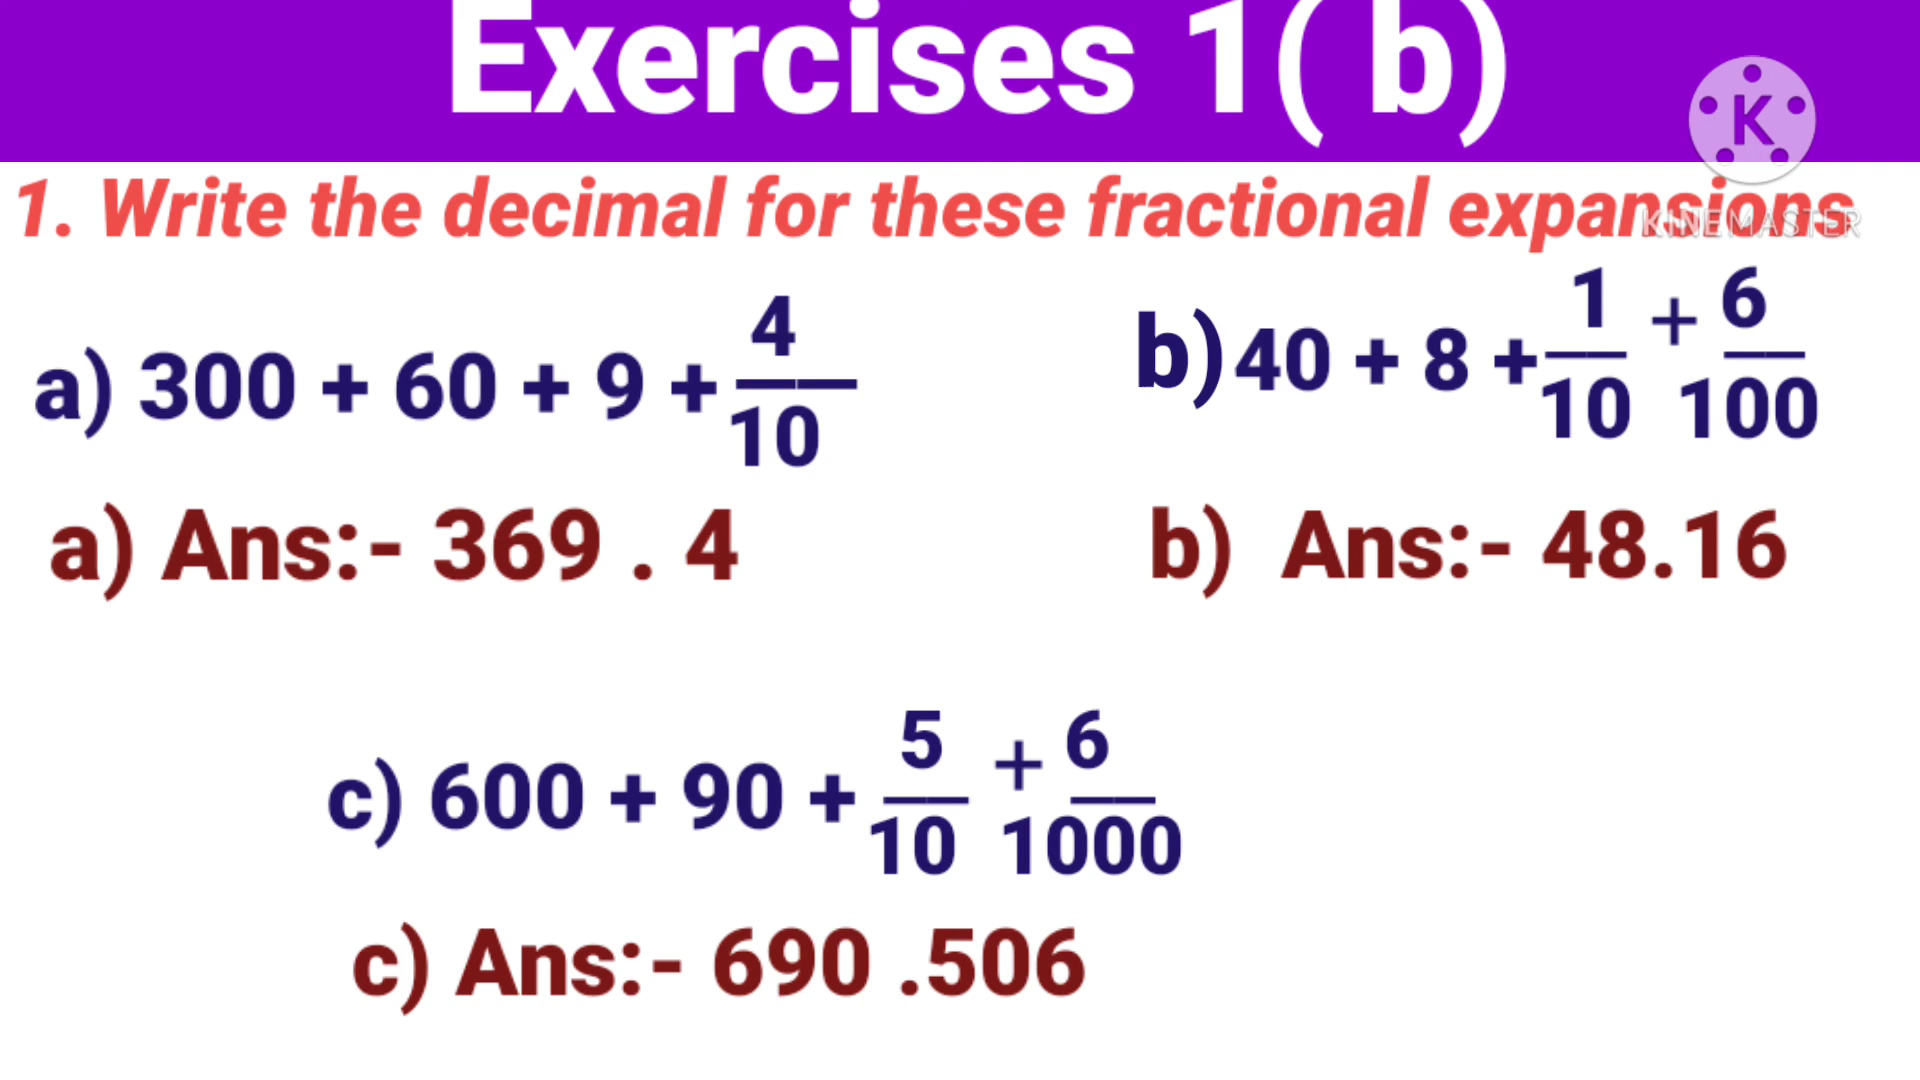 Exercises 1( b)
K
KINEMASTER
1. Write the decimal for these fractional expansions
a) 300 + 60 + 9 + 4/10
b) 40 + 8 + 1/10 + 6/100
a) Ans:- 369 . 4
b) Ans:- 48.16
c) 600 + 90 + 5/10 + 6/1000
c) Ans:- 690 .506